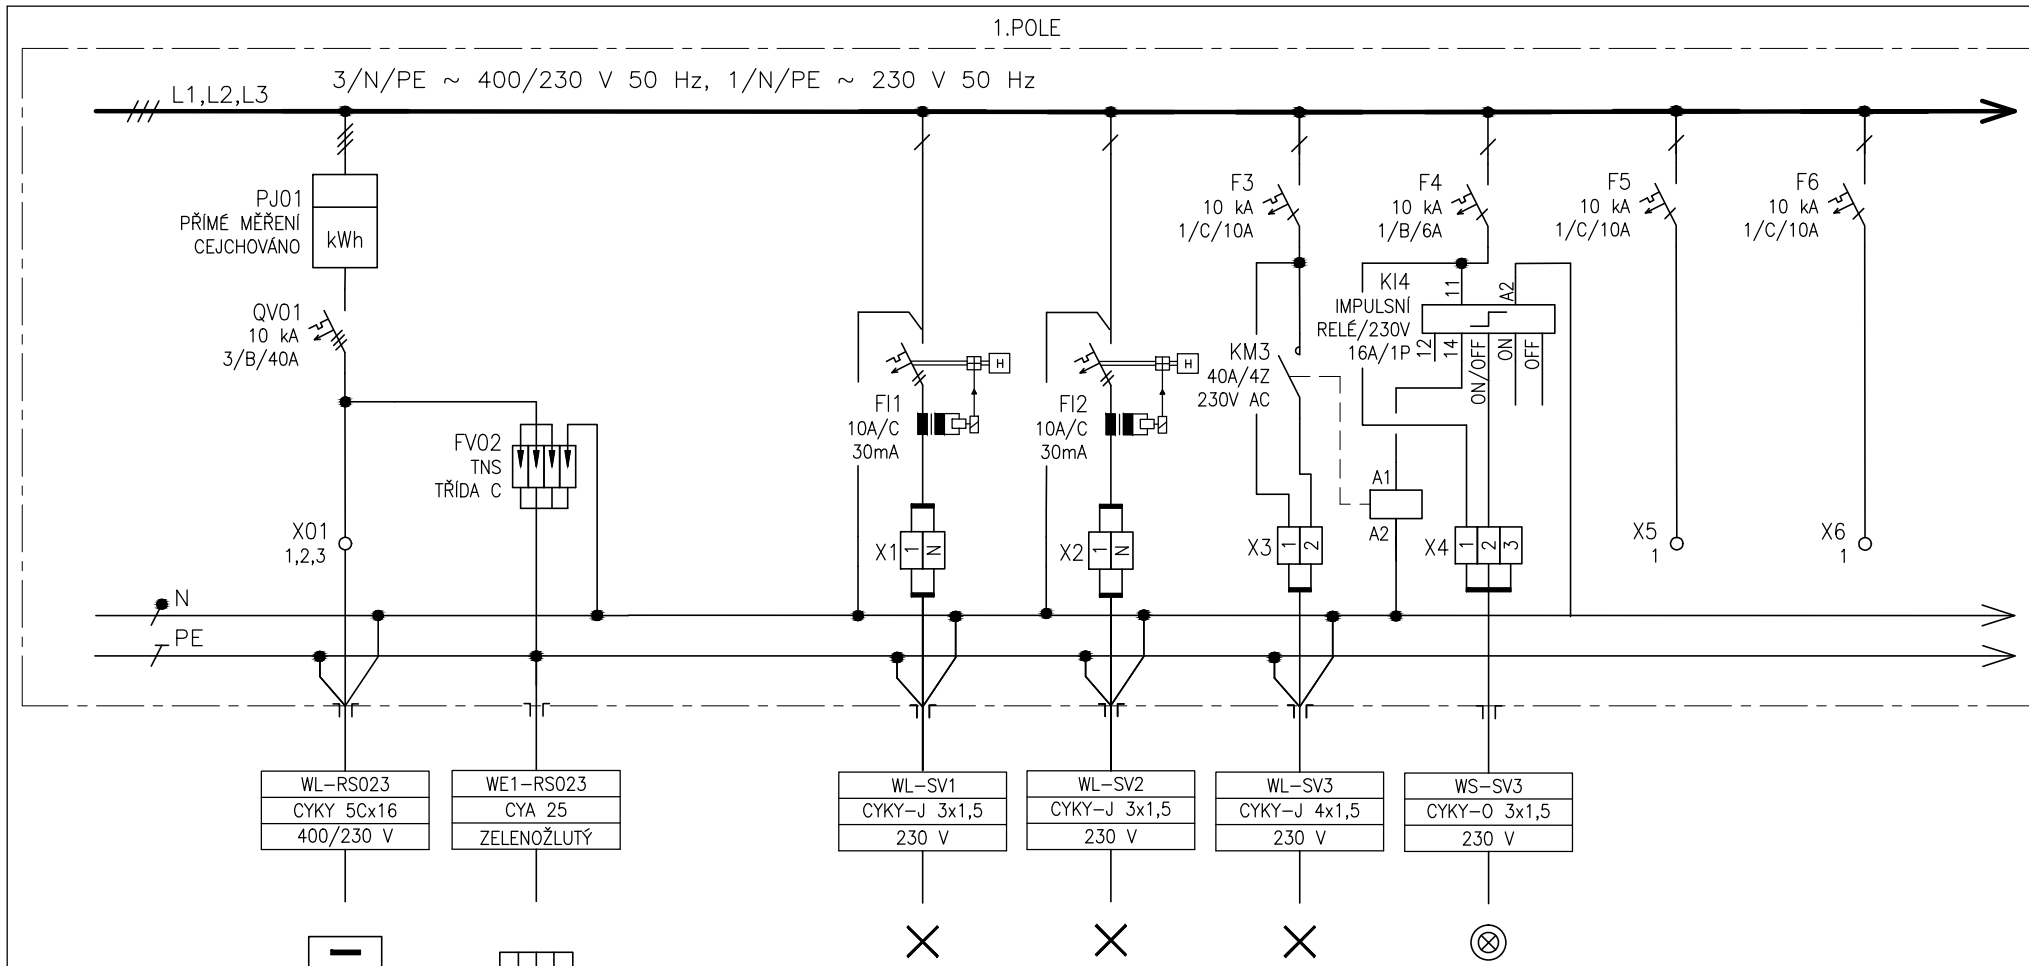 1.POLE
3/N/PE ~ 400/230 V 50 Hz, 1/N/PE ~ 230 V 50 Hz
L1,L2,L3
PJ01
PŘÍMÉ MĚŘENÍ
CEJCHOVÁNO
kWh
QV01
10 kA
3/B/40A
FV02
TNS
TŘÍDA C
X01
1,2,3
FI1
10A/C
30mA
H
X1
1
N
FI2
10A/C
30mA
H
X2
1
N
F3
10 kA
1/C/10A
KM3
40A/4Z
230V AC
X3
1
2
A1
A2
F4
10 kA
1/B/6A
KI4
IMPULSNÍ
RELÉ/230V
16A/1P
11
A2
12
14
ON/OFF
ON
OFF
X4
1
2
3
F5
10 kA
1/C/10A
X5
1
F6
10 kA
1/C/10A
X6
1
N
PE
WL-RS023
CYKY 5Cx16
400/230 V
WE1-RS023
CYA 25
ZELENOŽLUTÝ
WL-SV1
CYKY-J 3x1,5
230 V
WL-SV2
CYKY-J 3x1,5
230 V
WL-SV3
CYKY-J 4x1,5
230 V
WS-SV3
CYKY-O 3x1,5
230 V